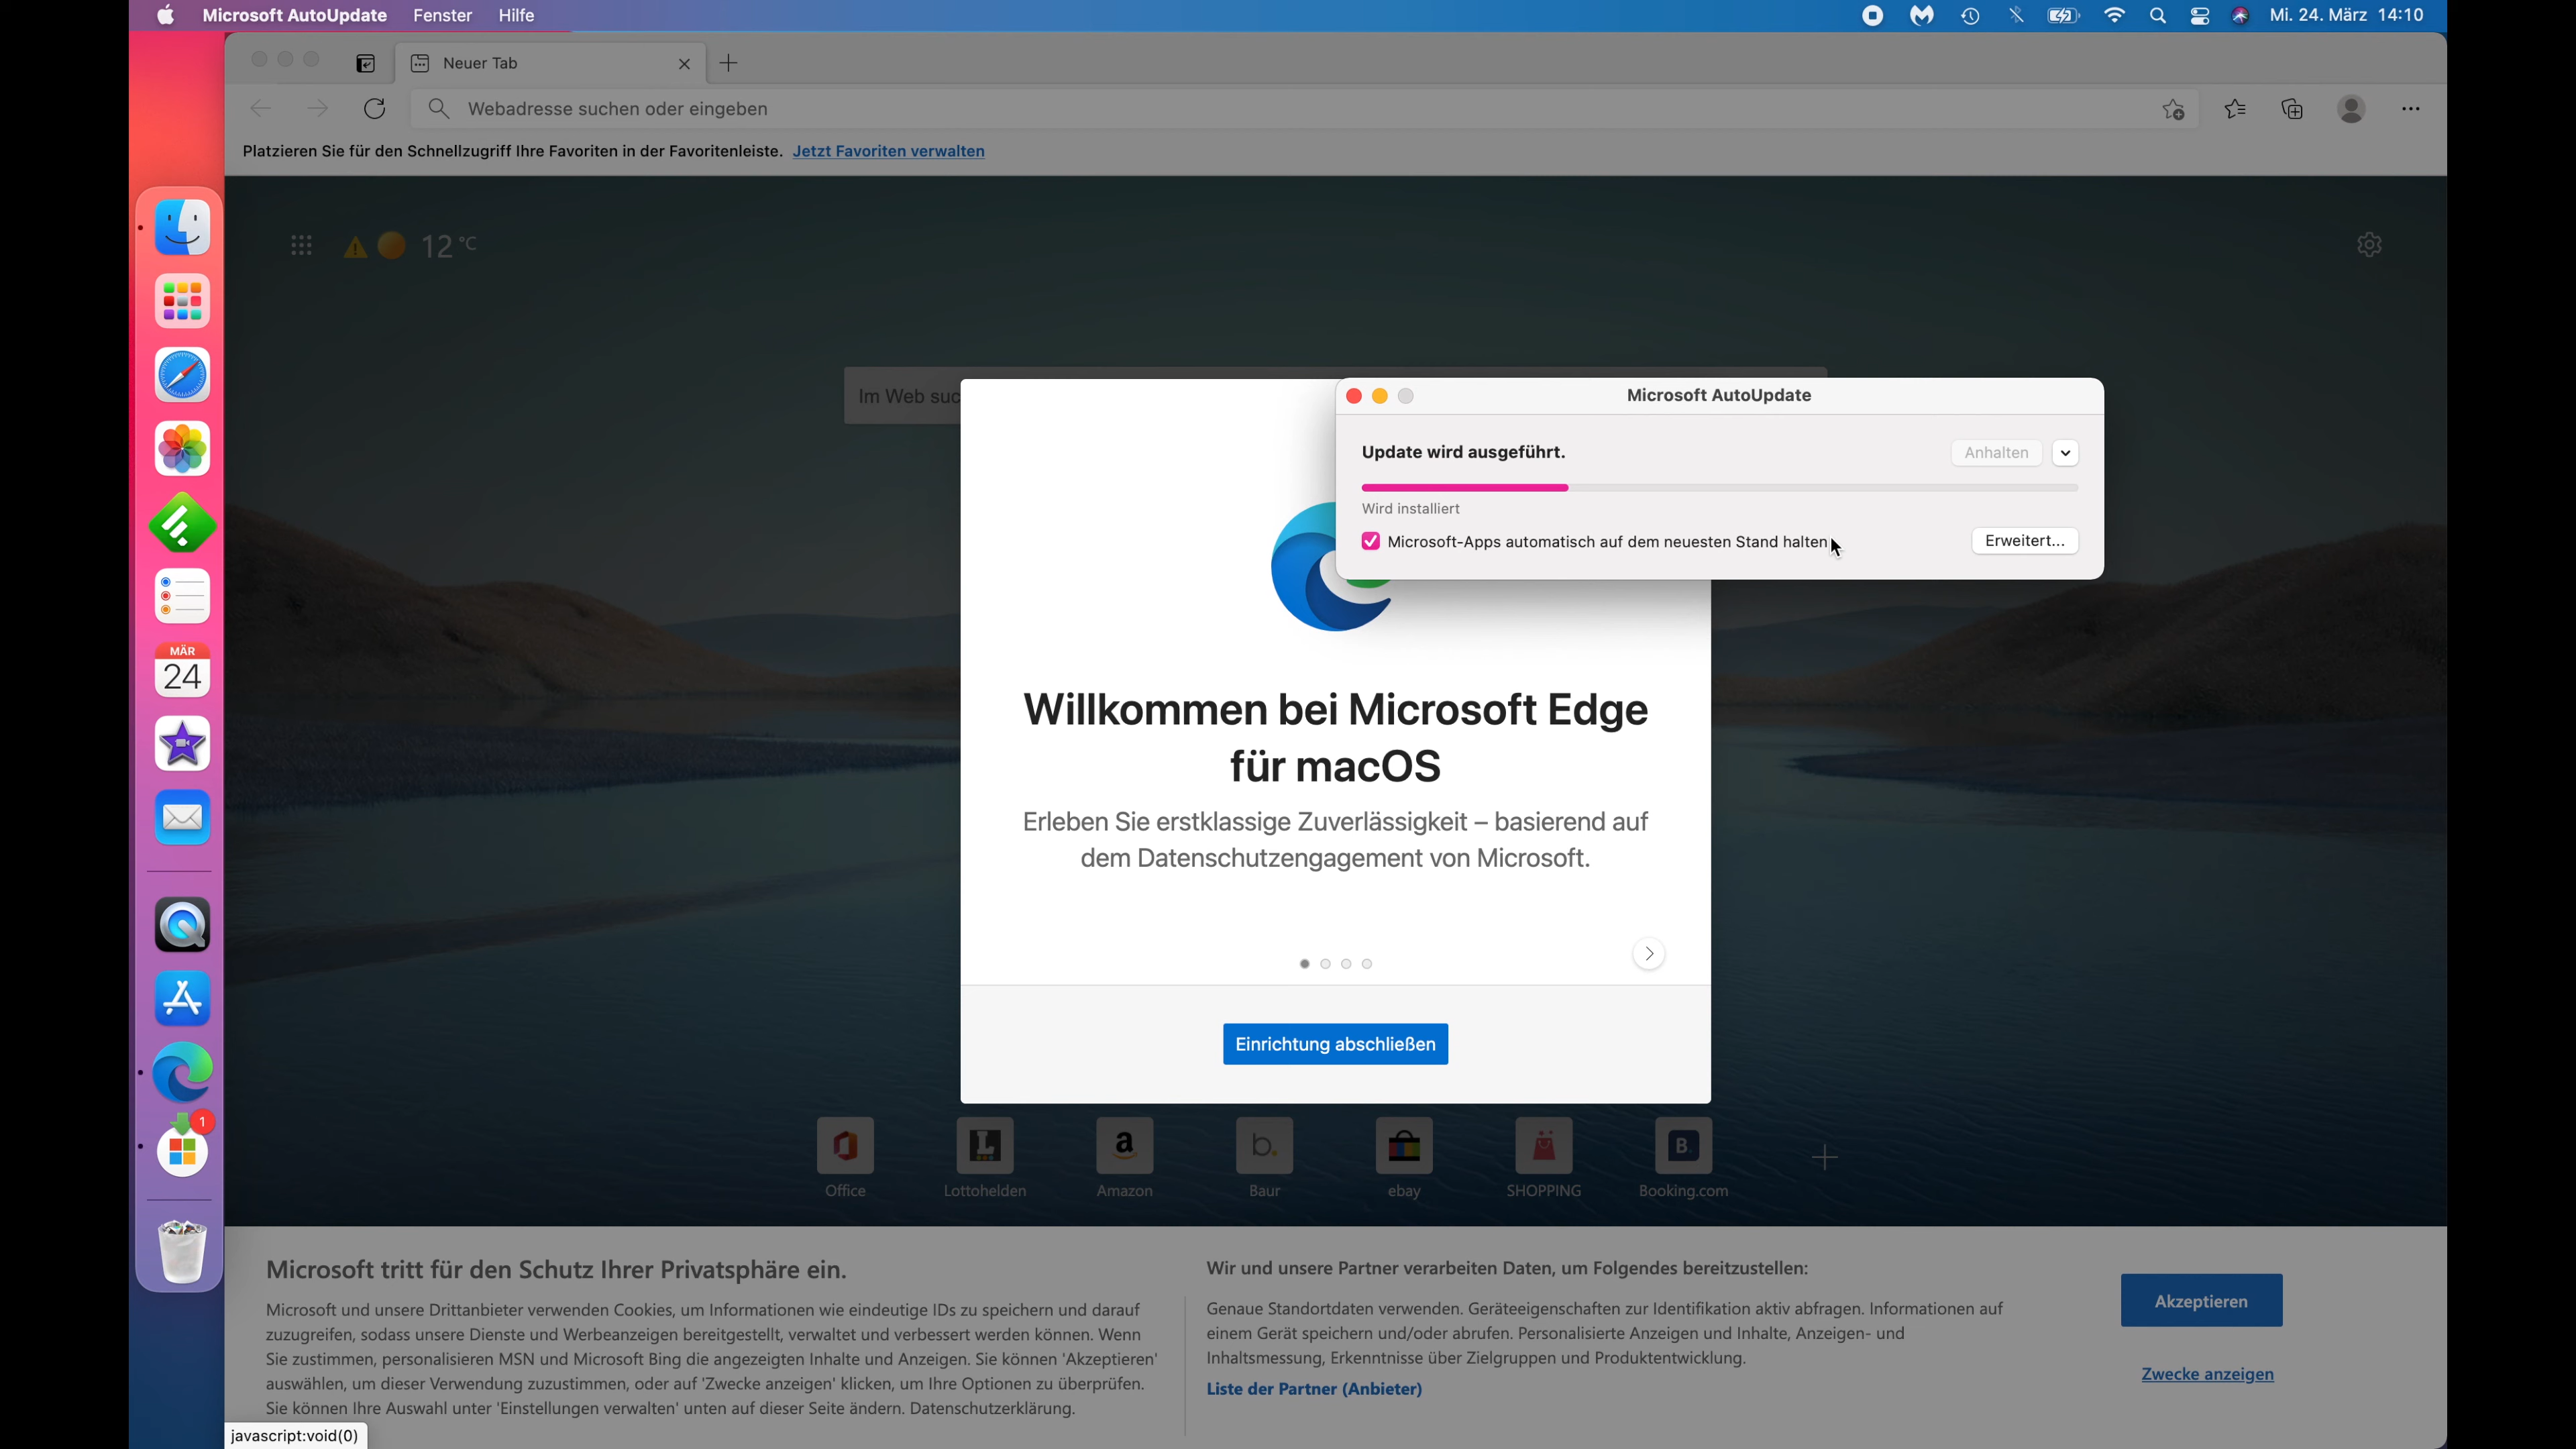 Microsoft AutoUpdate Fenster Hilfe Mi. 24. März 14:10
Neuer Tab
Webadresse suchen oder eingeben
Platzieren Sie für den Schnellzugriff Ihre Favoriten in der Favoritenleiste. Jetzt Favoriten verwalten
12 °C
Im Web suc
Microsoft AutoUpdate
Update wird ausgeführt.
Anhalten
Wird installiert
Microsoft-Apps automatisch auf dem neuesten Stand halten
Erweitert...
MÄR
24
Willkommen bei Microsoft Edge
für macOS
Erleben Sie erstklassige Zuverlässigkeit – basierend auf
dem Datenschutzengagement von Microsoft.
Einrichtung abschließen
1
L
a
b.
B.
Office Lottohelden Amazon Baur ebay SHOPPING Booking.com
Microsoft tritt für den Schutz Ihrer Privatsphäre ein.
Microsoft und unsere Drittanbieter verwenden Cookies, um Informationen wie eindeutige IDs zu speichern und darauf
zuzugreifen, sodass unsere Dienste und Werbeanzeigen bereitgestellt, verwaltet und verbessert werden können. Wenn
Sie zustimmen, personalisieren MSN und Microsoft Bing die angezeigten Inhalte und Anzeigen. Sie können 'Akzeptieren'
auswählen, um dieser Verwendung zuzustimmen, oder auf 'Zwecke anzeigen' klicken, um Ihre Optionen zu überprüfen.
Sie können Ihre Auswahl unter 'Einstellungen verwalten' unten auf dieser Seite ändern. Datenschutzerklärung.
Wir und unsere Partner verarbeiten Daten, um Folgendes bereitzustellen:
Genaue Standortdaten verwenden. Geräteeigenschaften zur Identifikation aktiv abfragen. Informationen auf
einem Gerät speichern und/oder abrufen. Personalisierte Anzeigen und Inhalte, Anzeigen- und
Inhaltsmessung, Erkenntnisse über Zielgruppen und Produktentwicklung.
Liste der Partner (Anbieter)
Akzeptieren
Zwecke anzeigen
javascript:void(0)